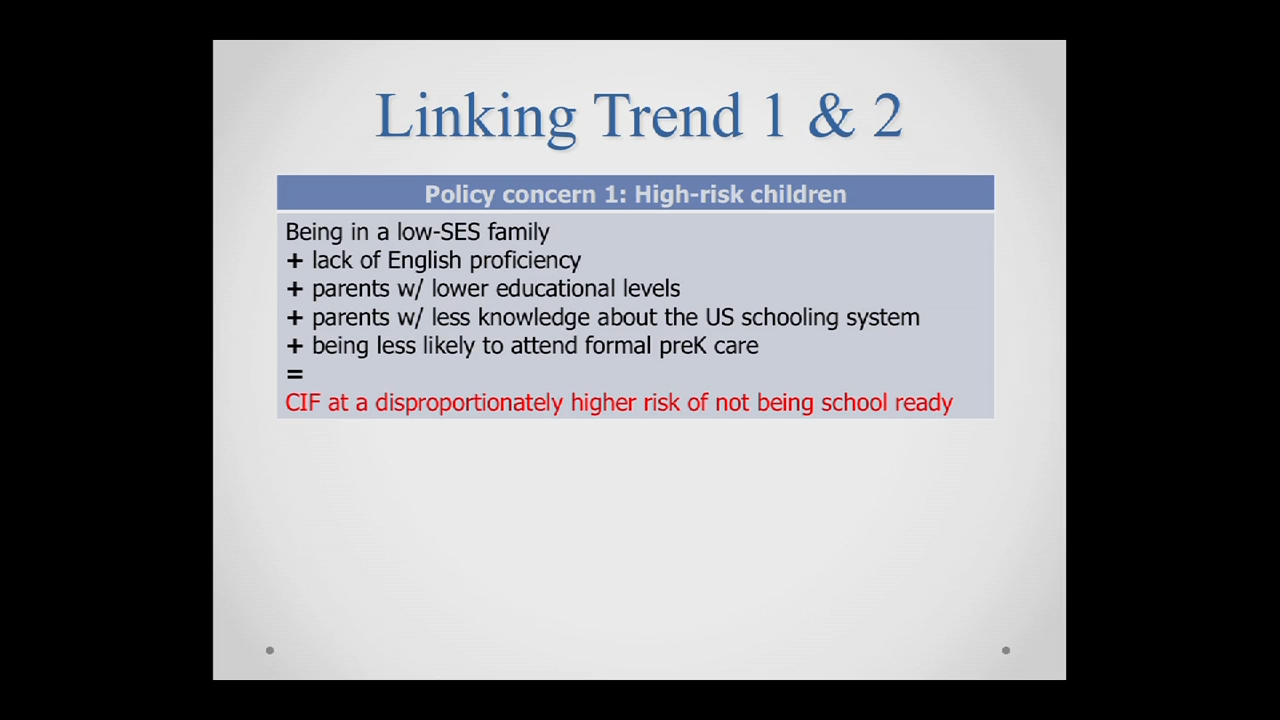 Linking Trend 1 & 2
Policy concern 1: High-risk children
Being in a low-SES family
+ lack of English proficiency
+ parents w/ lower educational levels
+ parents w/ less knowledge about the US schooling system
+ being less likely to attend formal preK care
=
CIF at a disproportionately higher risk of not being school ready